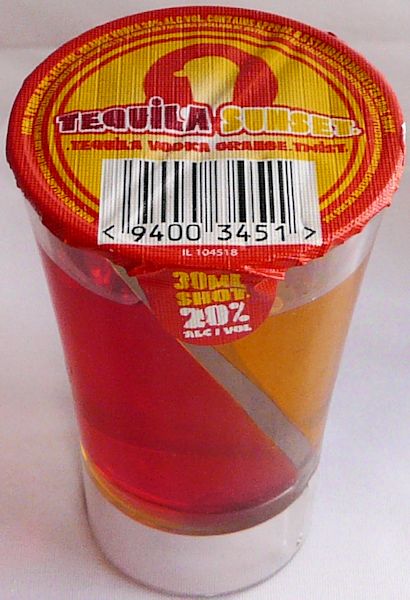 TEQUILA SUNSET
TEQUILA VODKA ORANGE TWIST.
< 9400 3451 >
IL 104518
30ML
SHOT.
20%
ALC / VOL